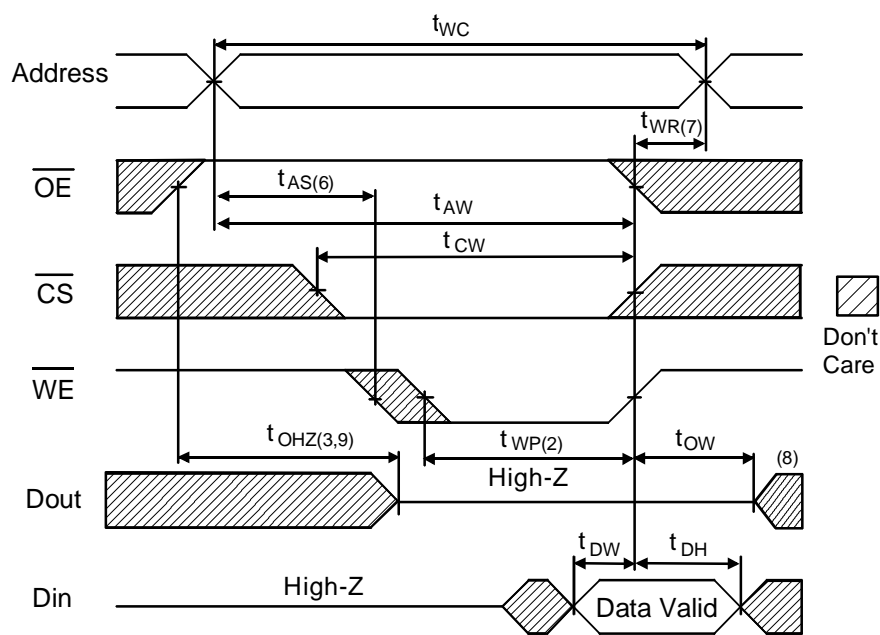 tWC
Address
tWR(7)
OE
tAS(6)
tAW
tCW
CS
Don't
Care
WE
tOHZ(3,9)
tWP(2)
tOW
(8)
High-Z
Dout
tDW
tDH
High-Z
Din
Data Valid